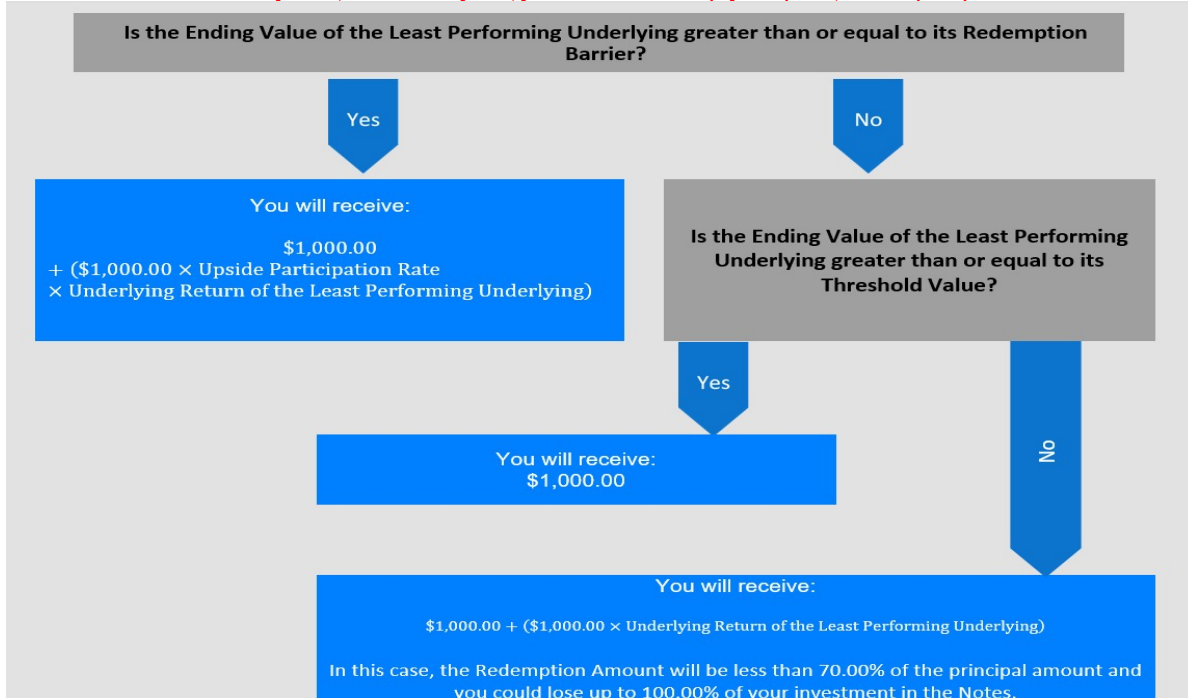 Is the Ending Value of the Least Performing Underlying greater than or equal to its Redemption
Barrier?
Yes
No
You will receive:
$1,000.00
+ ($1,000.00 × Upside Participation Rate
× Underlying Return of the Least Performing Underlying)
Is the Ending Value of the Least Performing
Underlying greater than or equal to its
Threshold Value?
Yes
No
You will receive:
$1,000.00
You will receive:
$1,000.00 + ($1,000.00 × Underlying Return of the Least Performing Underlying)
In this case, the Redemption Amount will be less than 70.00% of the principal amount and
you could lose up to 100.00% of your investment in the Notes.